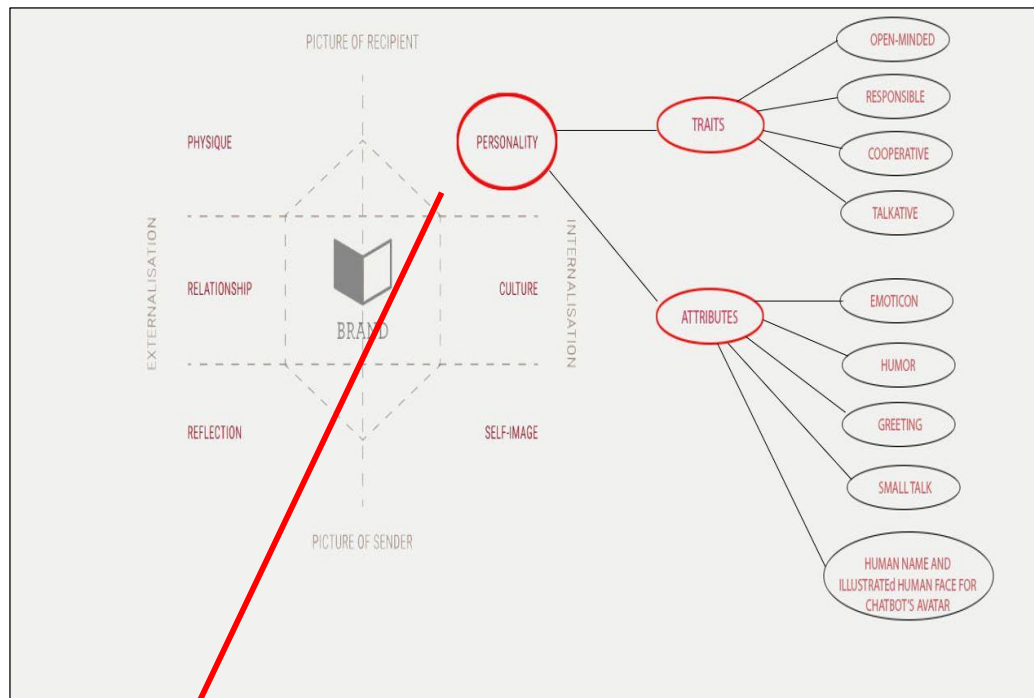 PICTURE OF RECIPIENT
PHYSIQUE
PERSONALITY
EXTERNALISATION
RELATIONSHIP
BRAND
CULTURE
INTERNALISATION
REFLECTION
SELF-IMAGE
PICTURE OF SENDER
TRAITS
OPEN-MINDED
RESPONSIBLE
COOPERATIVE
TALKATIVE
ATTRIBUTES
EMOTICON
HUMOR
GREETING
SMALL TALK
HUMAN NAME AND
ILLUSTRATEd HUMAN FACE FOR
CHATBOT'S AVATAR